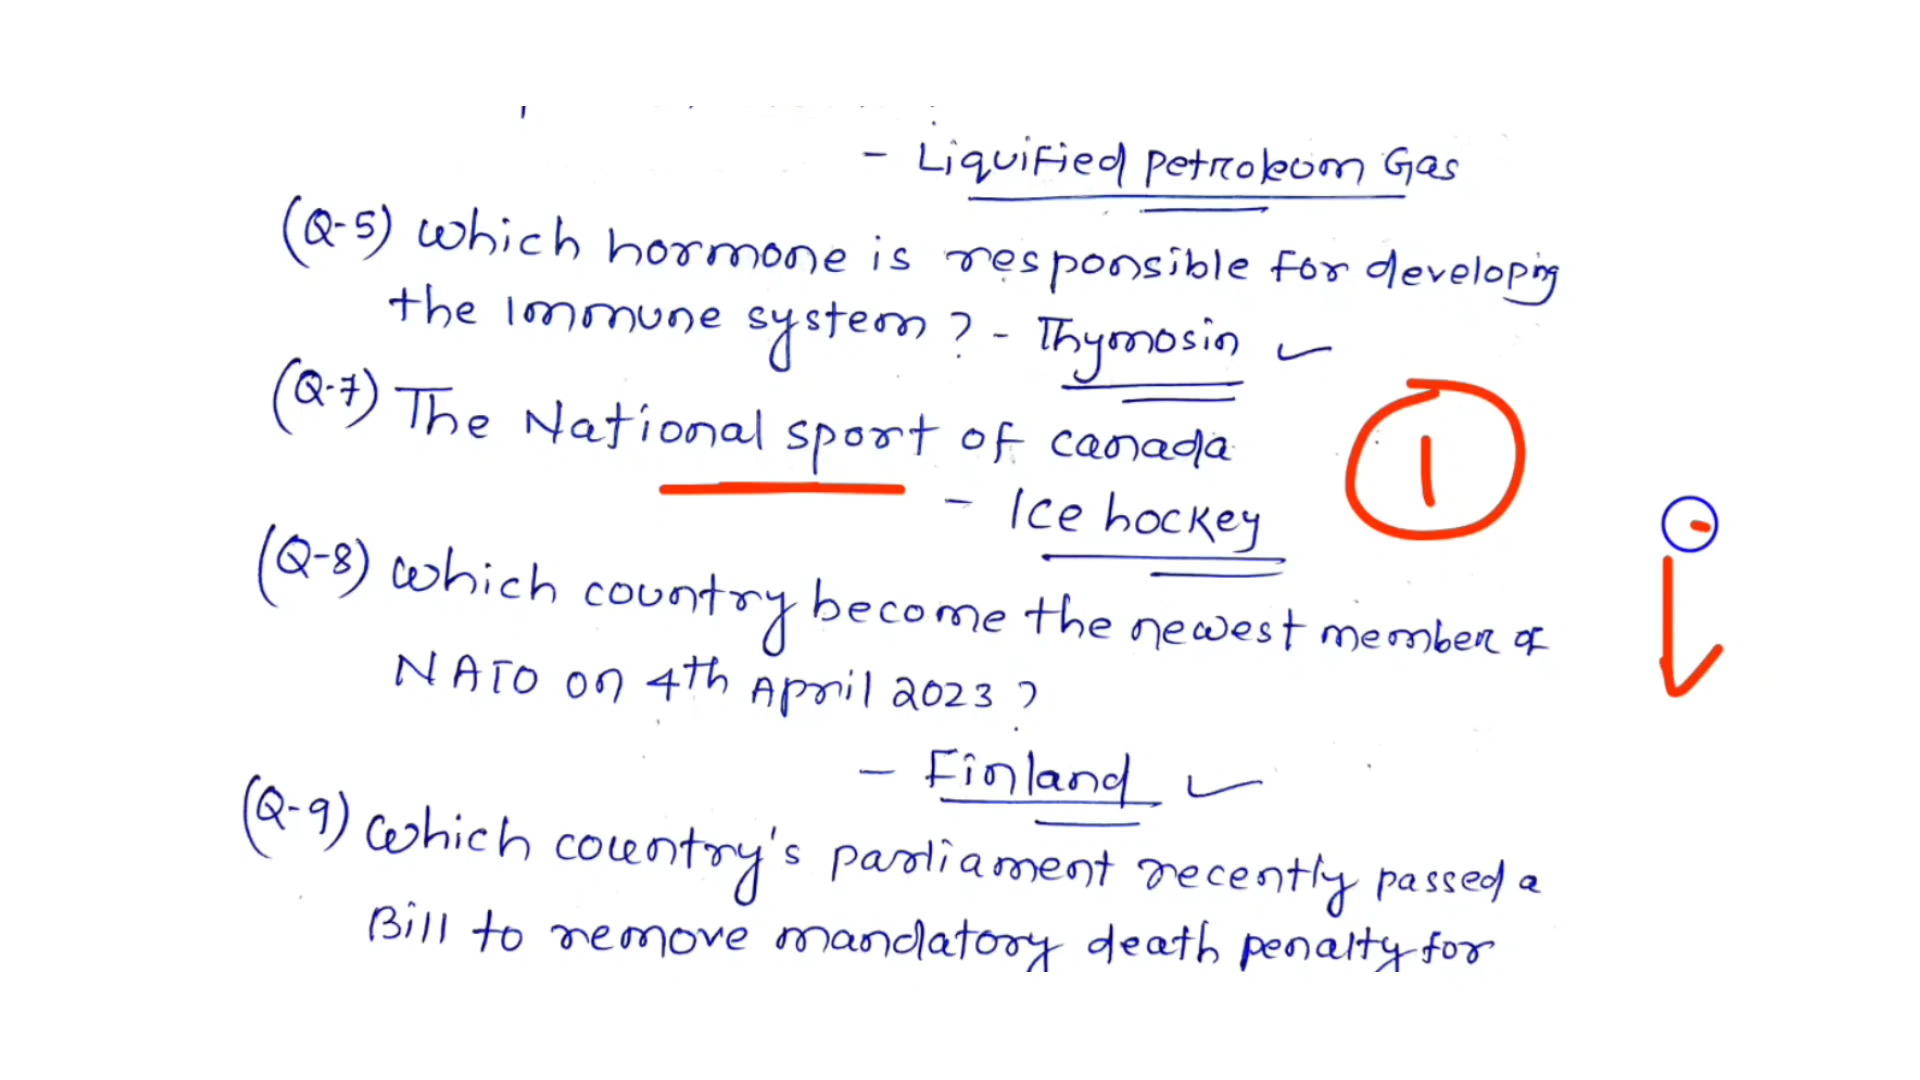 - Liquified Petroleum Gas
(Q-5) which hormone is responsible for developing
the Immune system ? - Thymosin
(Q-7) The National sport of canada
- Ice hockey
1
(Q-8) which country become the newest member of
NATO on 4th April 2023 ?
- Finland
(Q-9) which country's parliament recently passed a
Bill to remove mandatory death penalty for